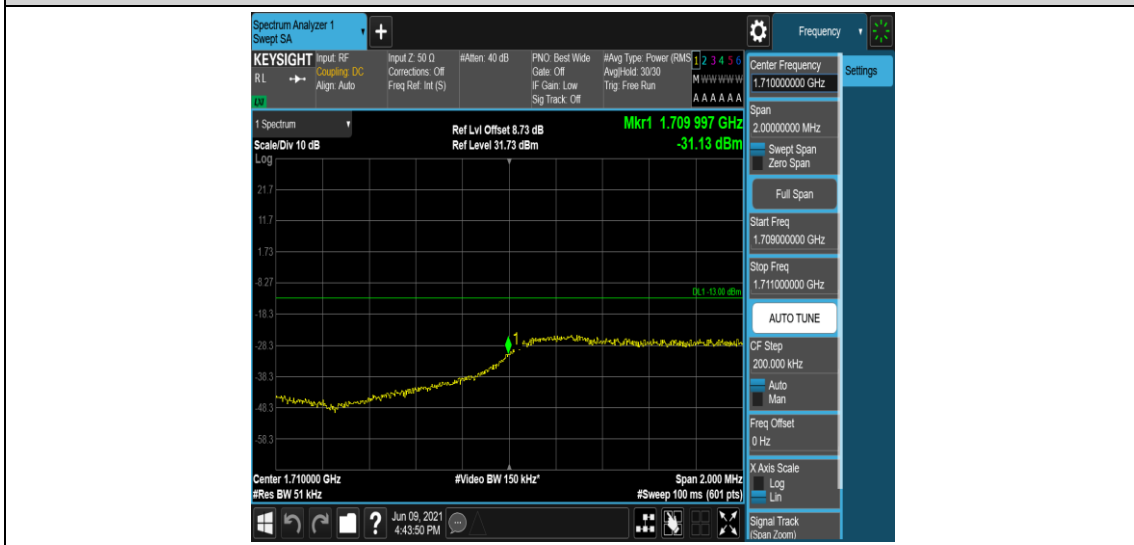 Spectrum Analyzer 1
Swept SA
+
Frequency
KEYSIGHT
RL
LXI
Input: RF
Coupling: DC
Align: Auto
Input Z: 50 Ω
Corrections: Off
Freq Ref: Int (S)
#Atten: 40 dB
PNO: Best Wide
Gate: Off
IF Gain: Low
Sig Track: Off
#Avg Type: Power (RMS
Avg|Hold: 30/30
Trig: Free Run
1 2 3 4 5 6
M W W W W W
A A A A A A
Center Frequency
1.710000000 GHz
Settings
Span
2.00000000 MHz
Swept Span
Zero Span
Full Span
Start Freq
1.709000000 GHz
Stop Freq
1.711000000 GHz
AUTO TUNE
CF Step
200.000 kHz
Auto
Man
Freq Offset
0 Hz
X Axis Scale
Log
Lin
Signal Track
(Span Zoom)
1 Spectrum
Scale/Div 10 dB
Ref Lvl Offset 8.73 dB
Ref Level 31.73 dBm
Mkr1 1.709 997 GHz
-31.13 dBm
Log
21.7
11.7
1.73
-8.27
DL1 -13.00 dBm
-18.3
-28.3
1
-38.3
-48.3
-58.3
Center 1.710000 GHz
#Res BW 51 kHz
#Video BW 150 kHz*
Span 2.000 MHz
#Sweep 100 ms (601 pts)
?
Jun 09, 2021
4:43:50 PM